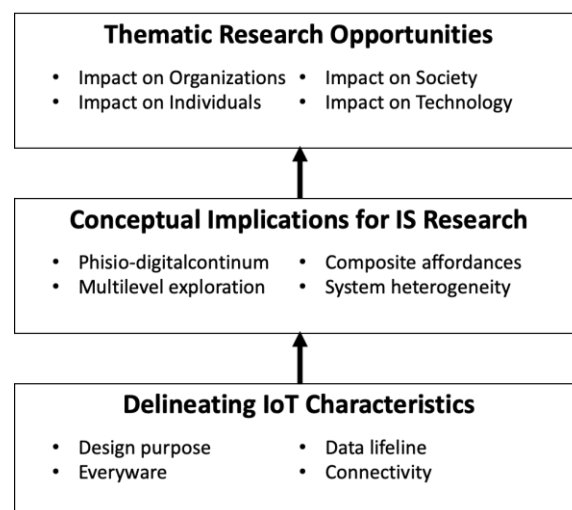 Thematic Research Opportunities
• Impact on Organizations • Impact on Society
• Impact on Individuals • Impact on Technology
Conceptual Implications for IS Research
• Phisio-digitalcontinum • Composite affordances
• Multilevel exploration • System heterogeneity
Delineating IoT Characteristics
• Design purpose • Data lifeline
• Everyware • Connectivity